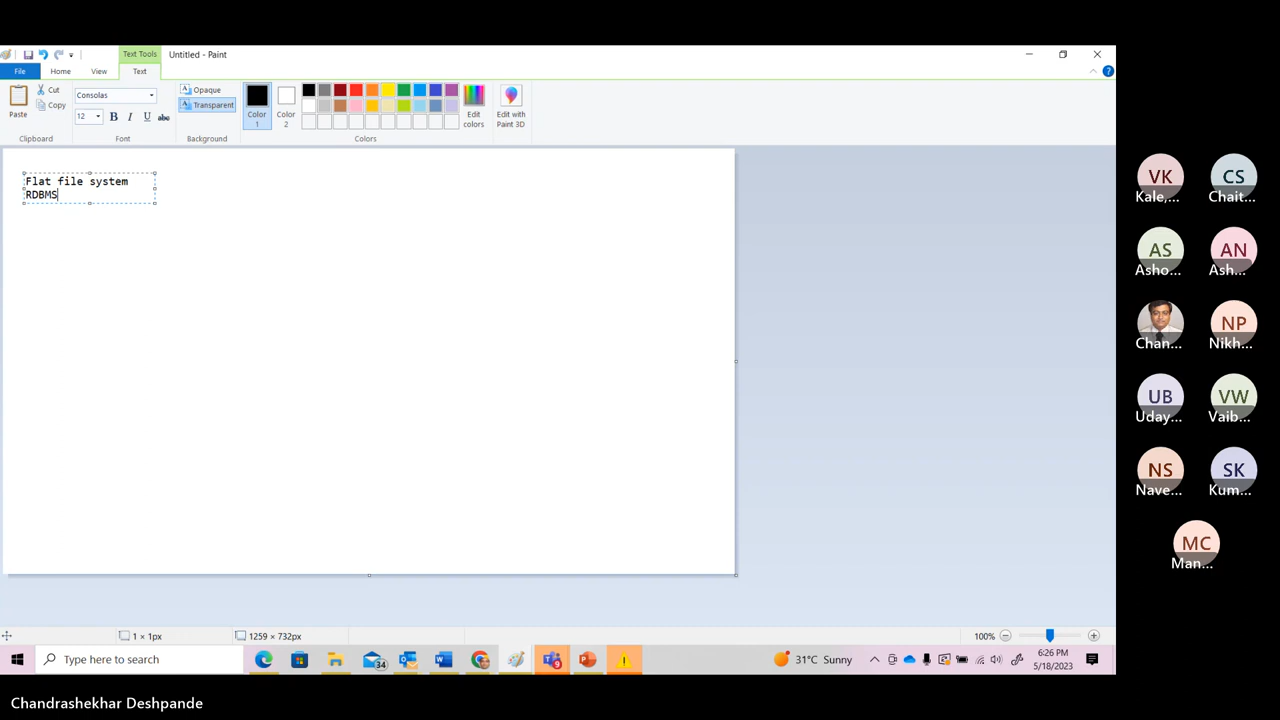 Text Tools
Untitled - Paint
File
Home
View
Text
Paste
Cut
Copy
Clipboard
Consolas
12
B
I
U
abc
Font
Opaque
Transparent
Background
Color
1
Color
2
Edit
colors
Edit with
Paint 3D
Colors
Flat file system
RDBMS
VK
Kale,...
CS
Chait...
AS
Asho...
AN
Ash...
Chan...
NP
Nikh...
UB
Uday...
VW
Vaib...
NS
Nave...
SK
Kum...
MC
Man...
1 × 1px
1259 × 732px
100%
Type here to search
34
9
31°C Sunny
6:26 PM
5/18/2023
Chandrashekhar Deshpande